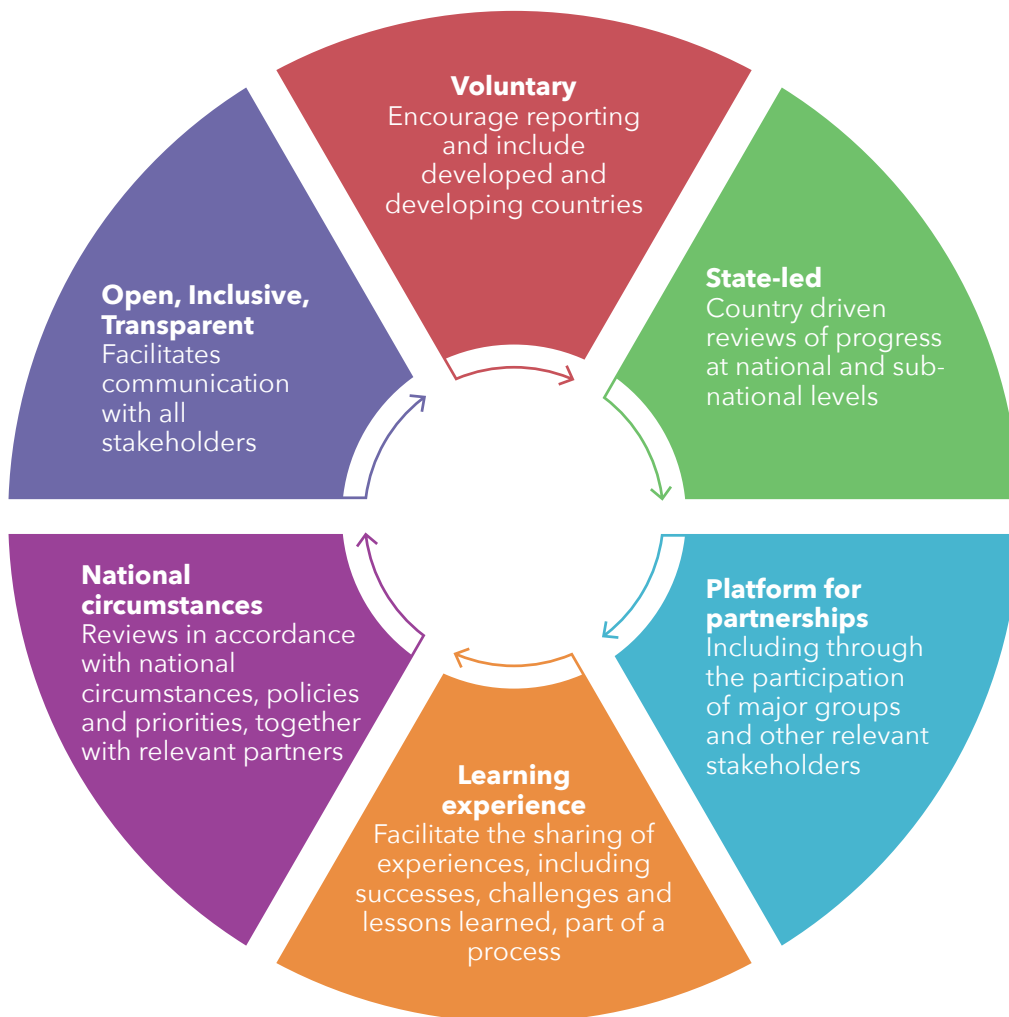 Voluntary
Encourage reporting
and include
developed and
developing countries
State-led
Country driven
reviews of progress
at national and sub-
national levels
Platform for
partnerships
Including through
the participation
of major groups
and other relevant
stakeholders
Learning
experience
Facilitate the sharing of
experiences, including
successes, challenges and
lessons learned, part of a
process
National
circumstances
Reviews in accordance
with national
circumstances, policies
and priorities, together
with relevant partners
Open, Inclusive,
Transparent
Facilitates
communication
with all
stakeholders